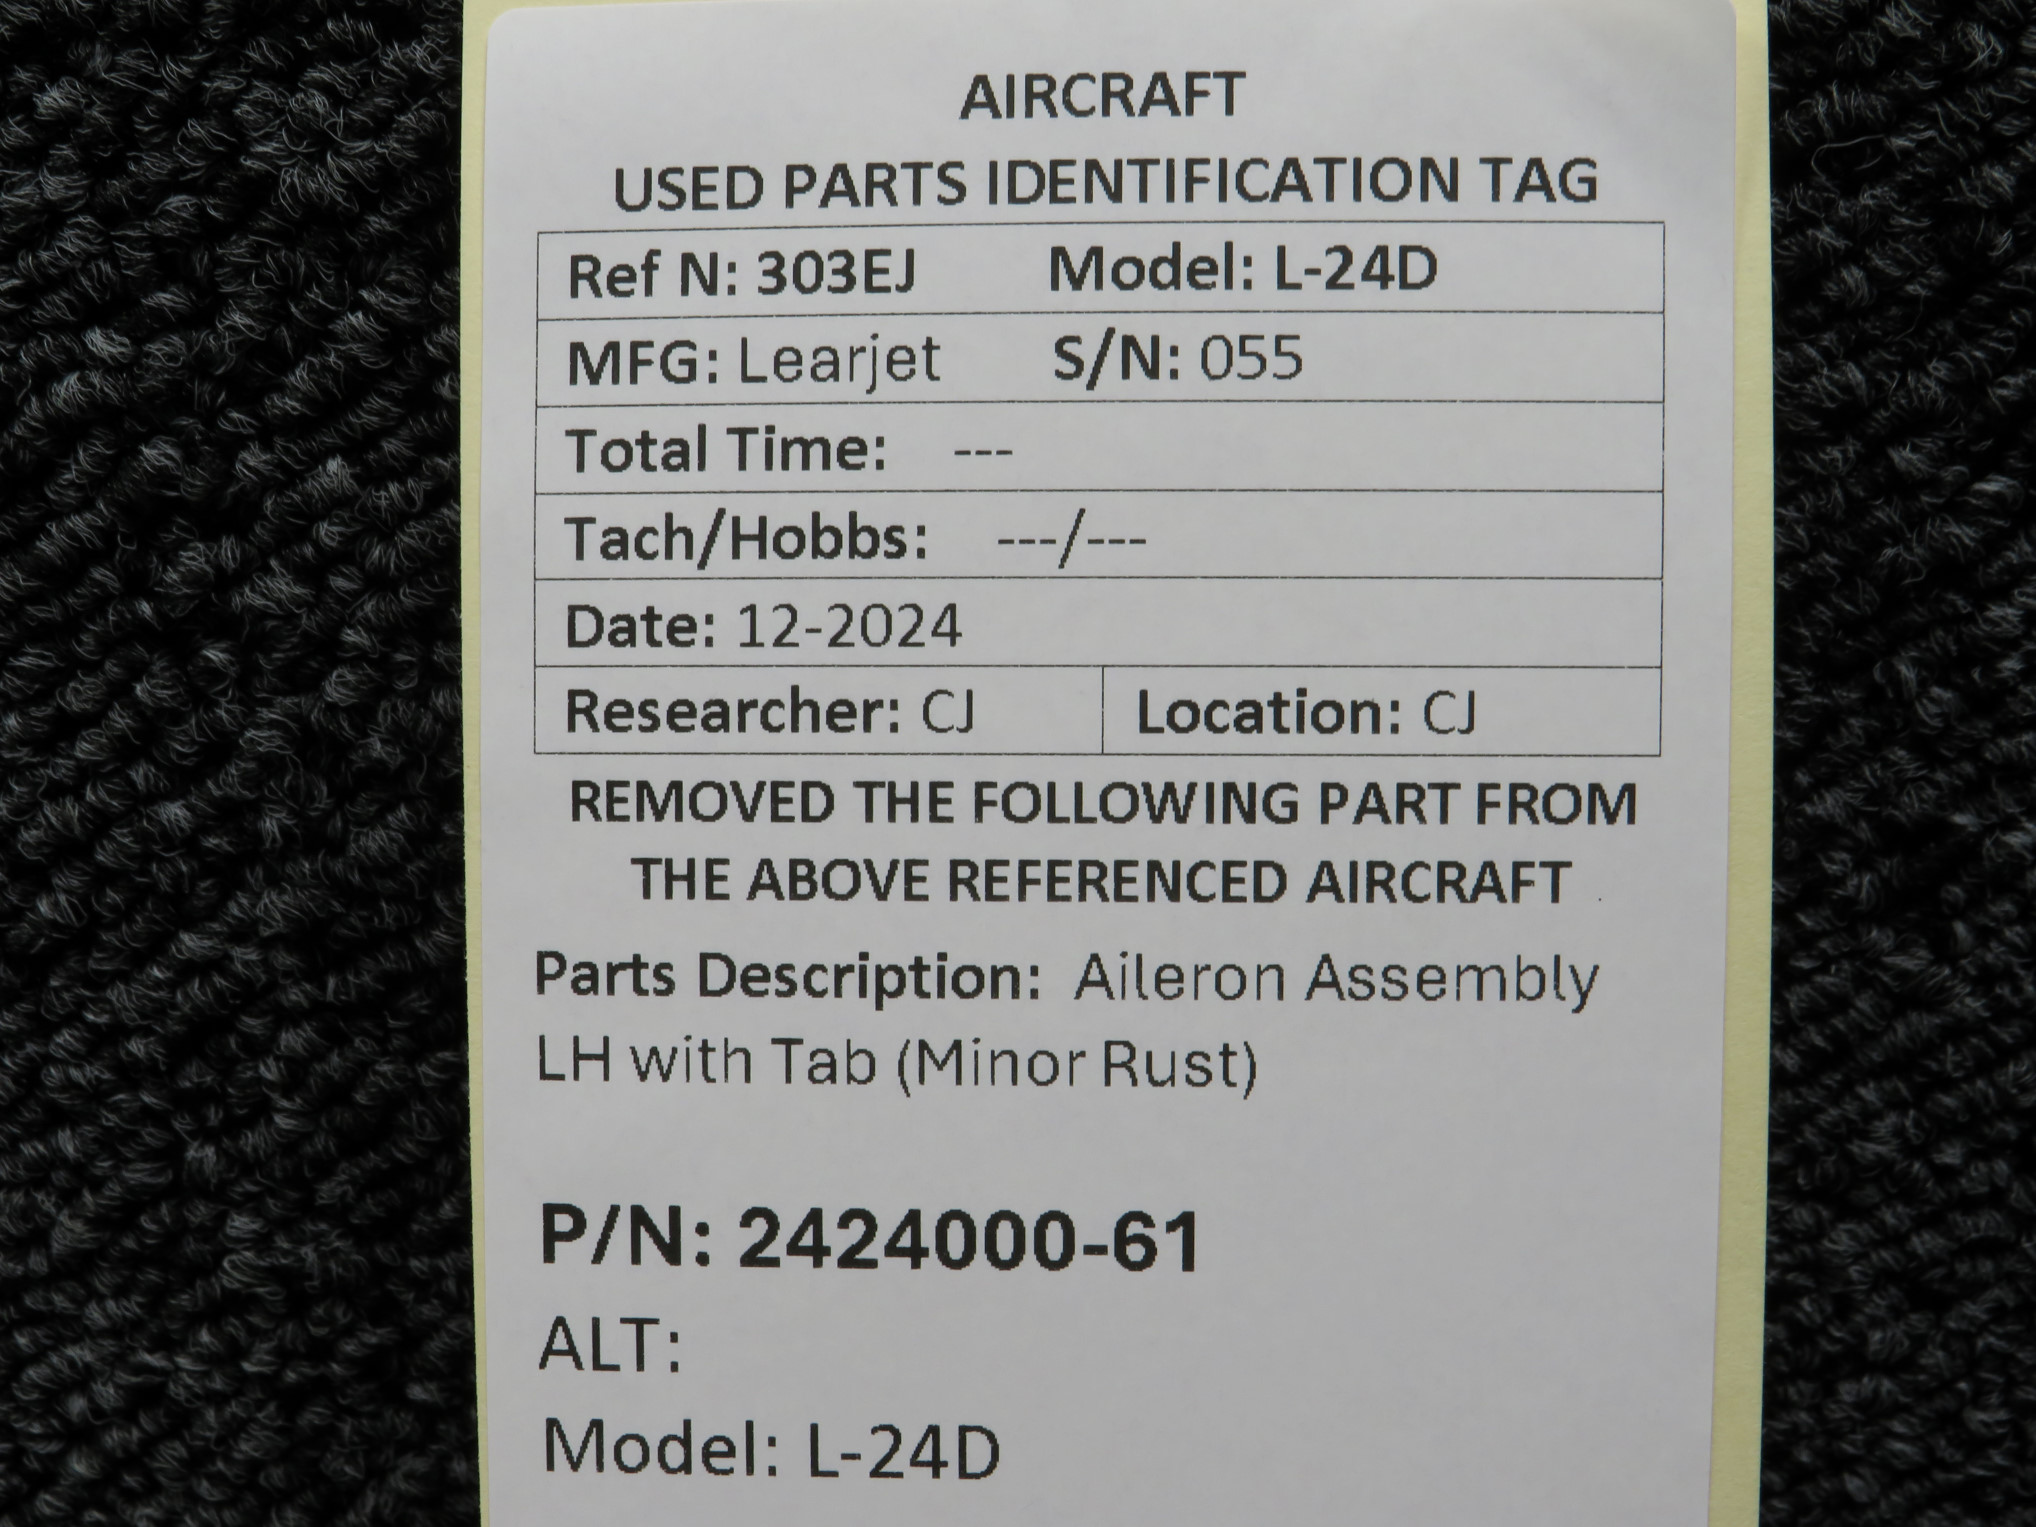 AIRCRAFT
USED PARTS IDENTIFICATION TAG
Ref N: 303EJ Model: L-24D
MFG: Learjet S/N: 055
Total Time: ---
Tach/Hobbs: ---/---
Date: 12-2024
Researcher: CJ Location: CJ
REMOVED THE FOLLOWING PART FROM
THE ABOVE REFERENCED AIRCRAFT
Parts Description: Aileron Assembly
LH with Tab (Minor Rust)
P/N: 2424000-61
ALT:
Model: L-24D